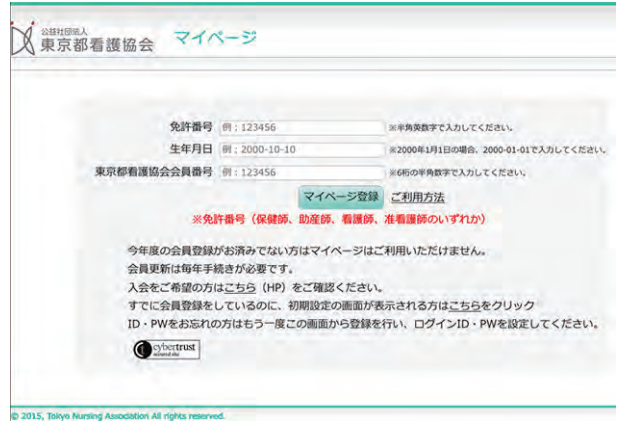 公益社団法人
東京都看護協会 マイページ
免許番号 例：123456 ※半角英数字で入力してください。
生年月日 例：2000-10-10 ※2000年1月1日の場合、2000-01-01で入力してください。
東京都看護協会会員番号 例：123456 ※6桁の半角数字で入力してください。
マイページ登録 ご利用方法
※免許番号（保健師、助産師、看護師、准看護師のいずれか）
今年度の会員登録がお済みでない方はマイページはご利用いただけません。
会員更新は毎年手続きが必要です。
入会をご希望の方はこちら（HP）をご確認ください。
すでに会員登録をしているのに、初期設定の画面が表示される方はこちらをクリック
ID・PWをお忘れの方はもう一度この画面から登録を行い、ログインID・PWを設定してください。
cybertrust
© 2015, Tokyo Nursing Association All rights reserved.